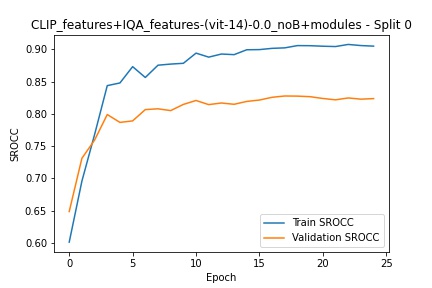 CLIP_features+IQA_features-(vit-14)-0.0_noB+modules - Split 0
SROCC
0.90
0.85
0.80
0.75
0.70
0.65
0.60
0
5
10
15
20
25
Epoch
Train SROCC
Validation SROCC